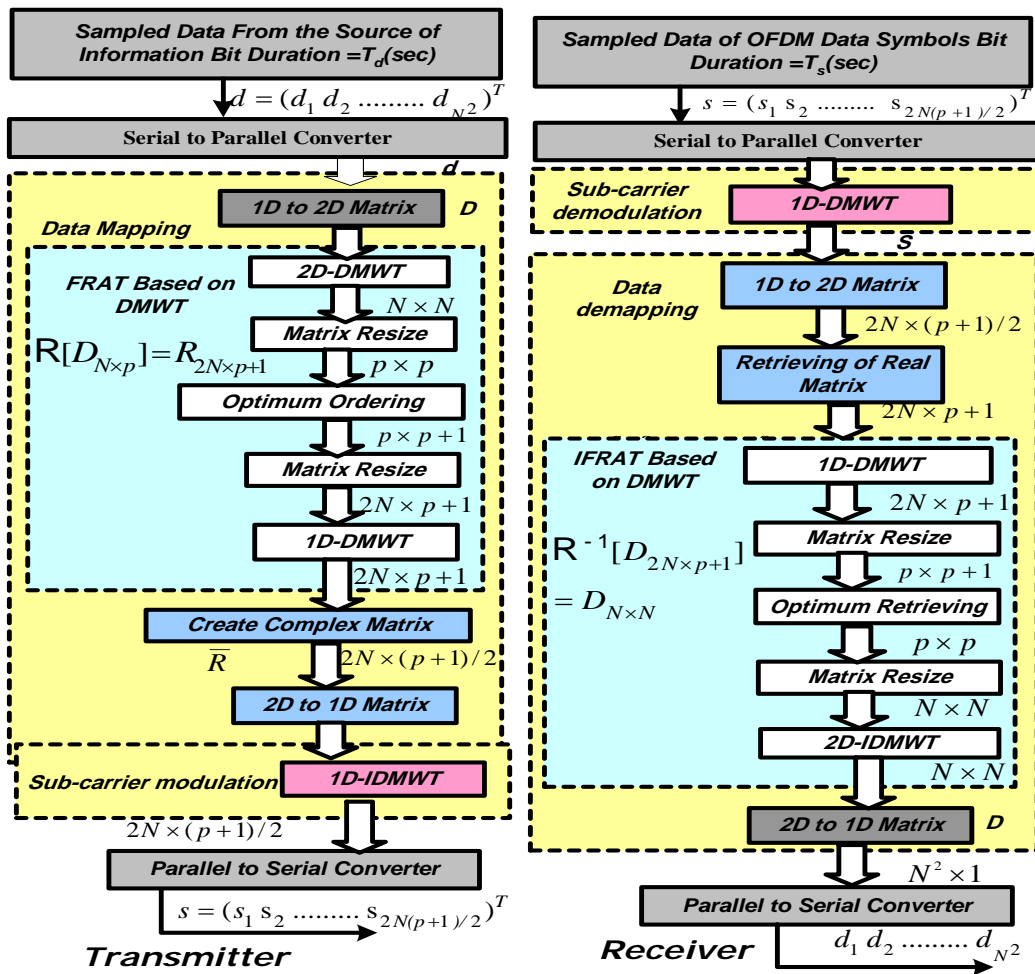 Sampled Data From the Source of
Information Bit Duration =T_d(sec)
d = (d_1 d_2 ......... d_{N^2})^T
Serial to Parallel Converter
d
1D to 2D Matrix
D
Data Mapping
2D-DMWT
FRAT Based on
DMWT
N × N
Matrix Resize
R[D_{N×p}] = R_{2N×p+1}
p × p
Optimum Ordering
p × p + 1
Matrix Resize
2N × p + 1
1D-DMWT
2N × p + 1
Create Complex Matrix
R̅
2N × (p + 1) / 2
2D to 1D Matrix
Sub-carrier modulation
1D-IDMWT
2N × (p + 1) / 2
Parallel to Serial Converter
s = (s_1 s_2 ......... s_{2N(p+1)/2})^T
Transmitter
Sampled Data of OFDM Data Symbols Bit
Duration =T_s(sec)
s = (s_1 s_2 ......... s_{2N(p+1)/2})^T
Serial to Parallel Converter
Sub-carrier
demodulation
1D-DMWT
S
Data
demapping
1D to 2D Matrix
2N × (p + 1) / 2
Retrieving of Real
Matrix
2N × p + 1
IFRAT Based
on DMWT
1D-DMWT
2N × p + 1
Matrix Resize
R^{-1}[D_{2N×p+1}]
= D_{N×N}
p × p + 1
Optimum Retrieving
p × p
Matrix Resize
N × N
2D-IDMWT
N × N
2D to 1D Matrix
D
N^2 × 1
Parallel to Serial Converter
d_1 d_2 ......... d_{N^2}
Receiver